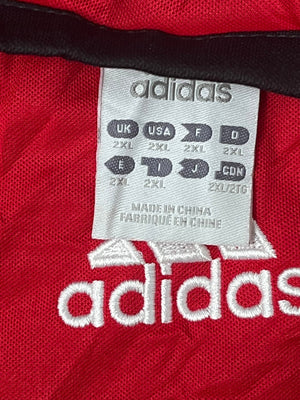 adidas
UK USA F D
2XL 2XL 2XL 2XL
E I J CDN
2XL 2XL 2XL/2TG
MADE IN CHINA
FABRIQUÉ EN CHINE
adidas